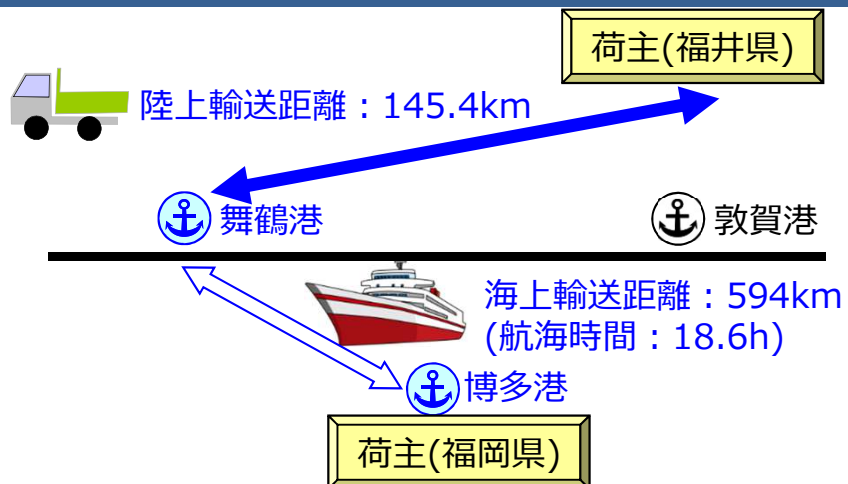 荷主(福井県)
陸上輸送距離：145.4km
舞鶴港
敦賀港
海上輸送距離：594km
(航海時間：18.6h)
博多港
荷主(福岡県)